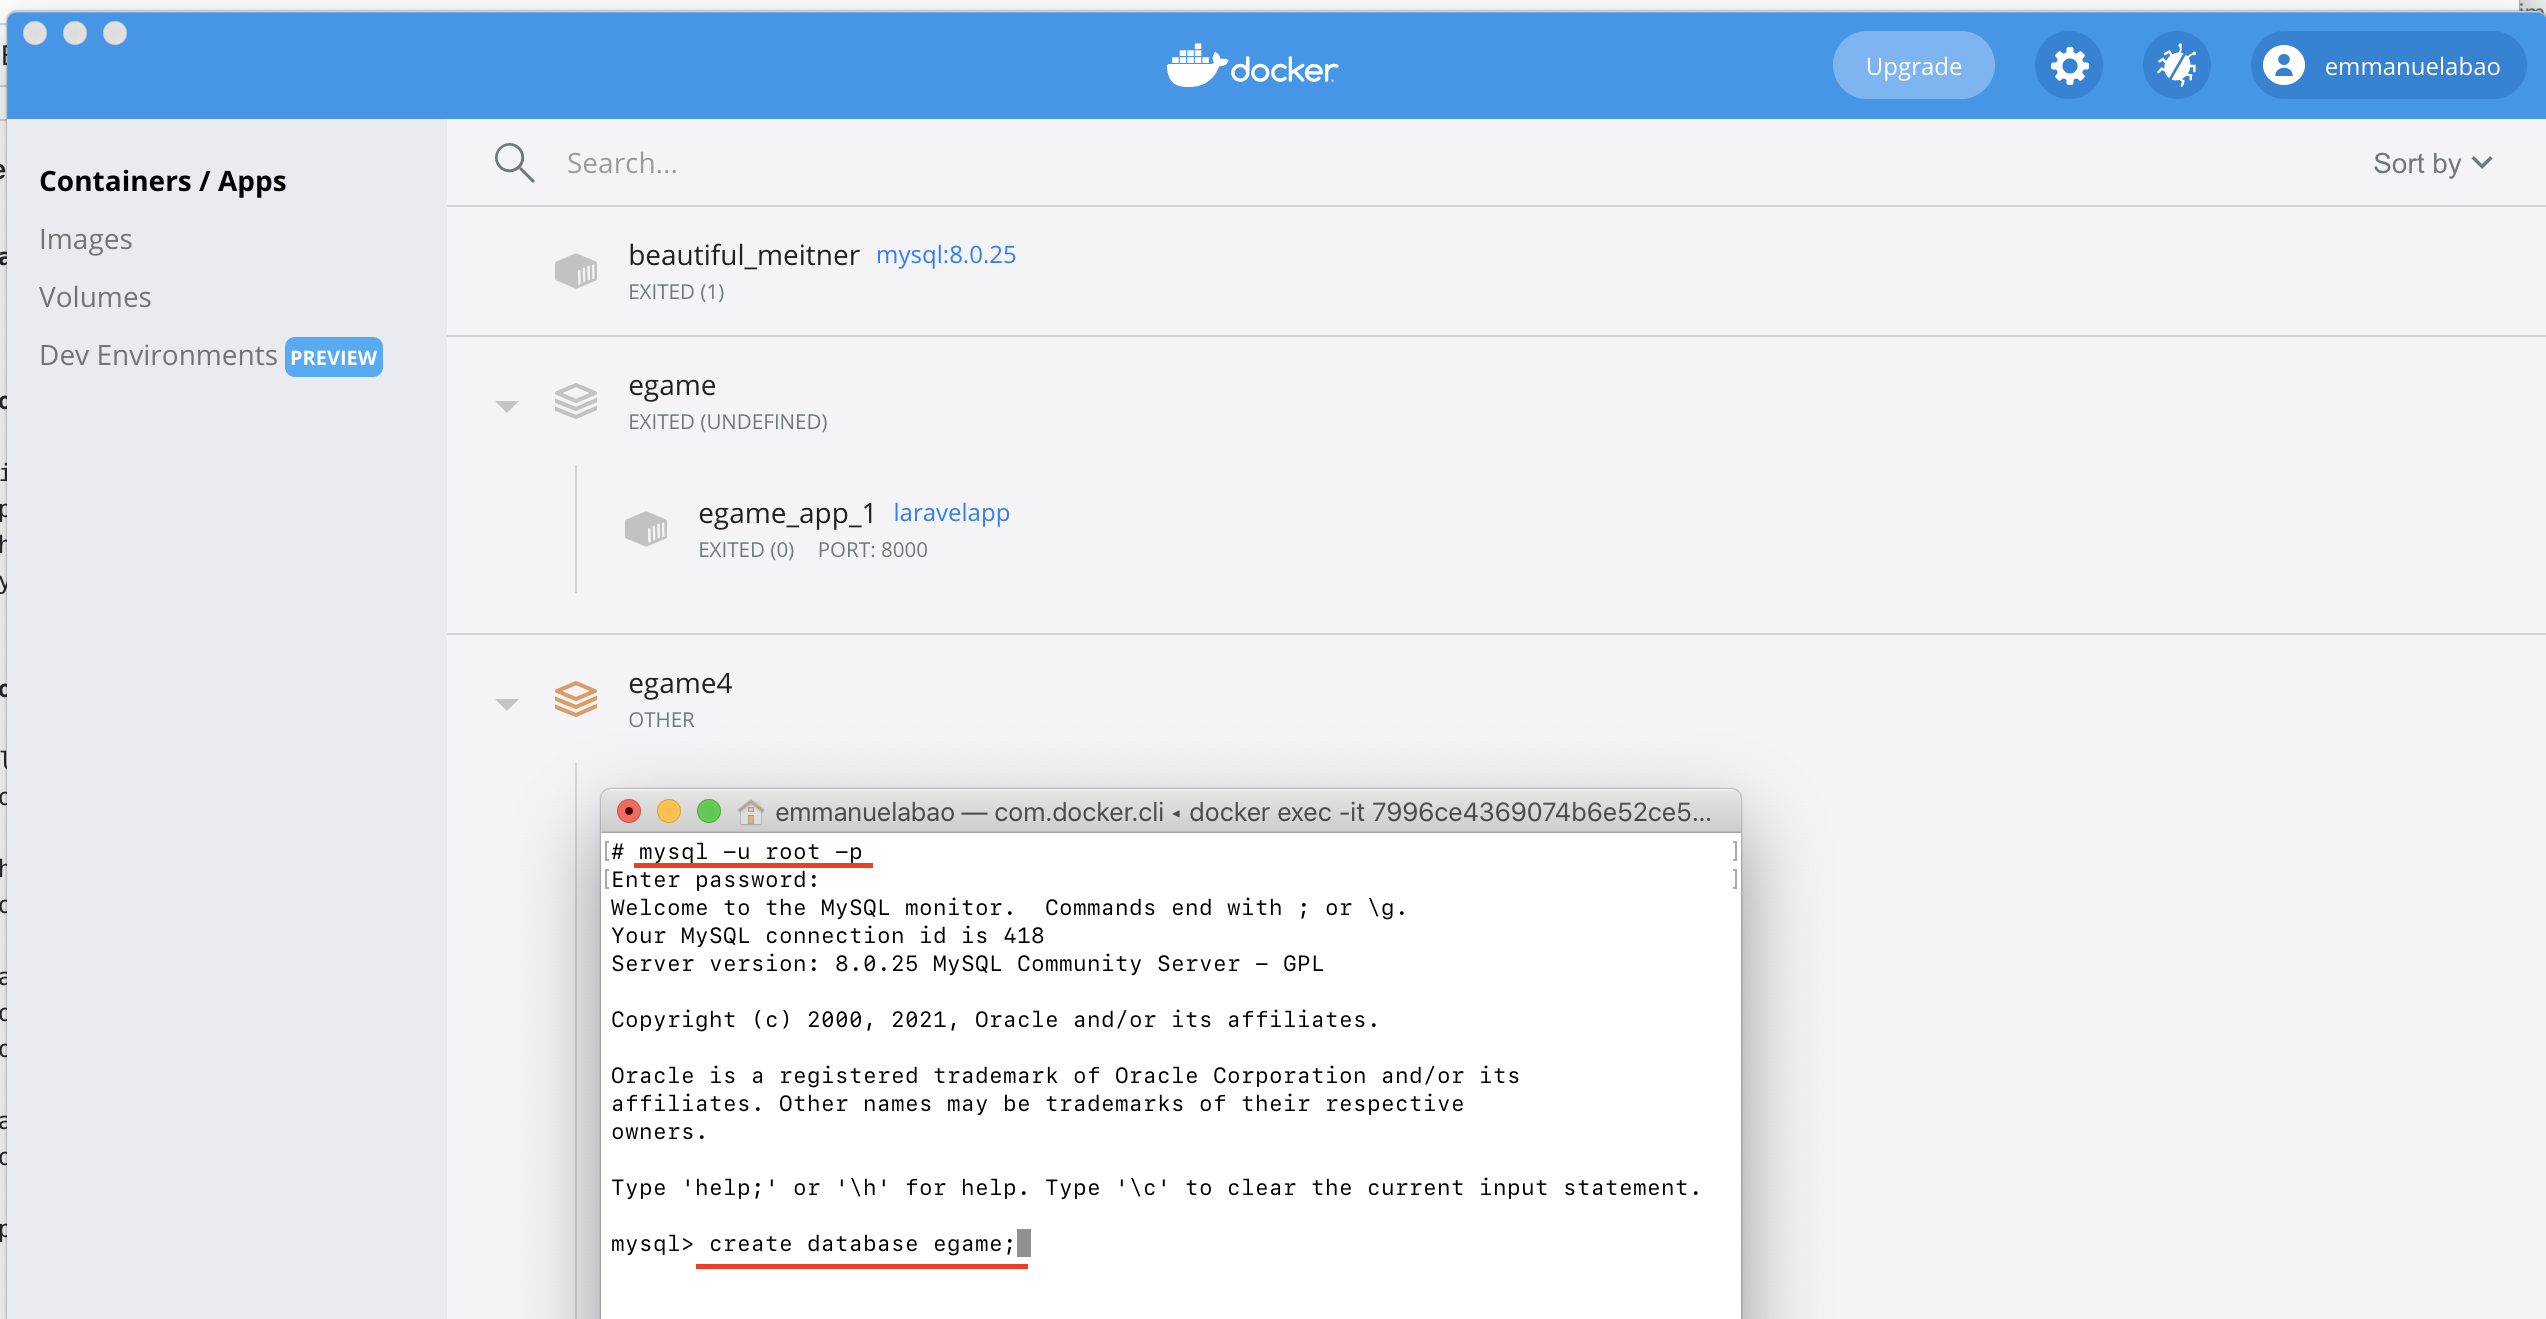 docker
Upgrade
emmanuelabao
Containers / Apps
Images
Volumes
Dev Environments PREVIEW
Search...
Sort by
beautiful_meitner mysql:8.0.25
EXITED (1)
egame
EXITED (UNDEFINED)
egame_app_1 laravelapp
EXITED (0) PORT: 8000
egame4
OTHER
emmanuelabao — com.docker.cli ◂ docker exec -it 7996ce4369074b6e52ce5...
[# mysql -u root -p ]
[Enter password: ]
Welcome to the MySQL monitor.  Commands end with ; or \g.
Your MySQL connection id is 418
Server version: 8.0.25 MySQL Community Server - GPL
Copyright (c) 2000, 2021, Oracle and/or its affiliates.
Oracle is a registered trademark of Oracle Corporation and/or its
affiliates. Other names may be trademarks of their respective
owners.
Type 'help;' or '\h' for help. Type '\c' to clear the current input statement.
mysql> create database egame;